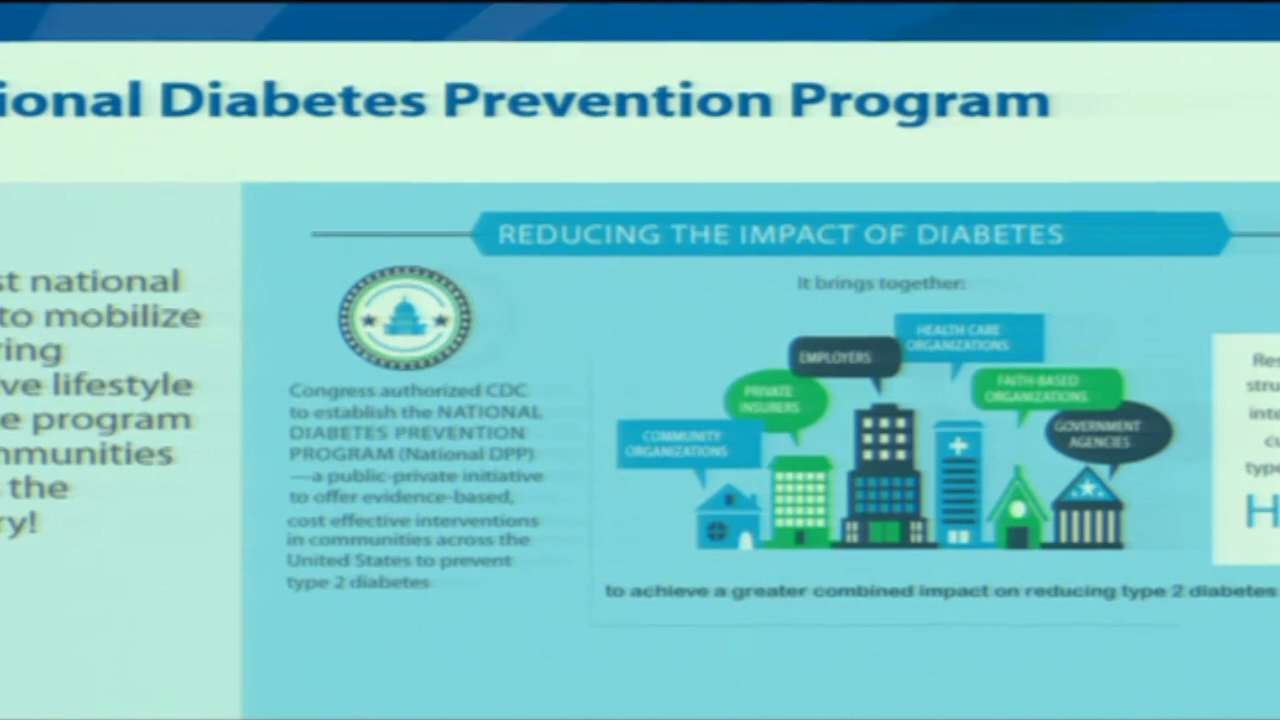 ional Diabetes Prevention Program
st national
to mobilize
ring
ve lifestyle
e program
mmunities
the
ry!
REDUCING THE IMPACT OF DIABETES
Congress authorized CDC
to establish the NATIONAL
DIABETES PREVENTION
PROGRAM (National DPP)
—a public-private initiative
to offer evidence-based,
cost effective interventions
in communities across the
United States to prevent
type 2 diabetes
It brings together:
COMMUNITY
ORGANIZATIONS
PRIVATE
INSURERS
EMPLOYERS
HEALTH CARE
ORGANIZATIONS
FAITH-BASED
ORGANIZATIONS
GOVERNMENT
AGENCIES
to achieve a greater combined impact on reducing type 2 diabetes
Res
stru
inte
c
type
H